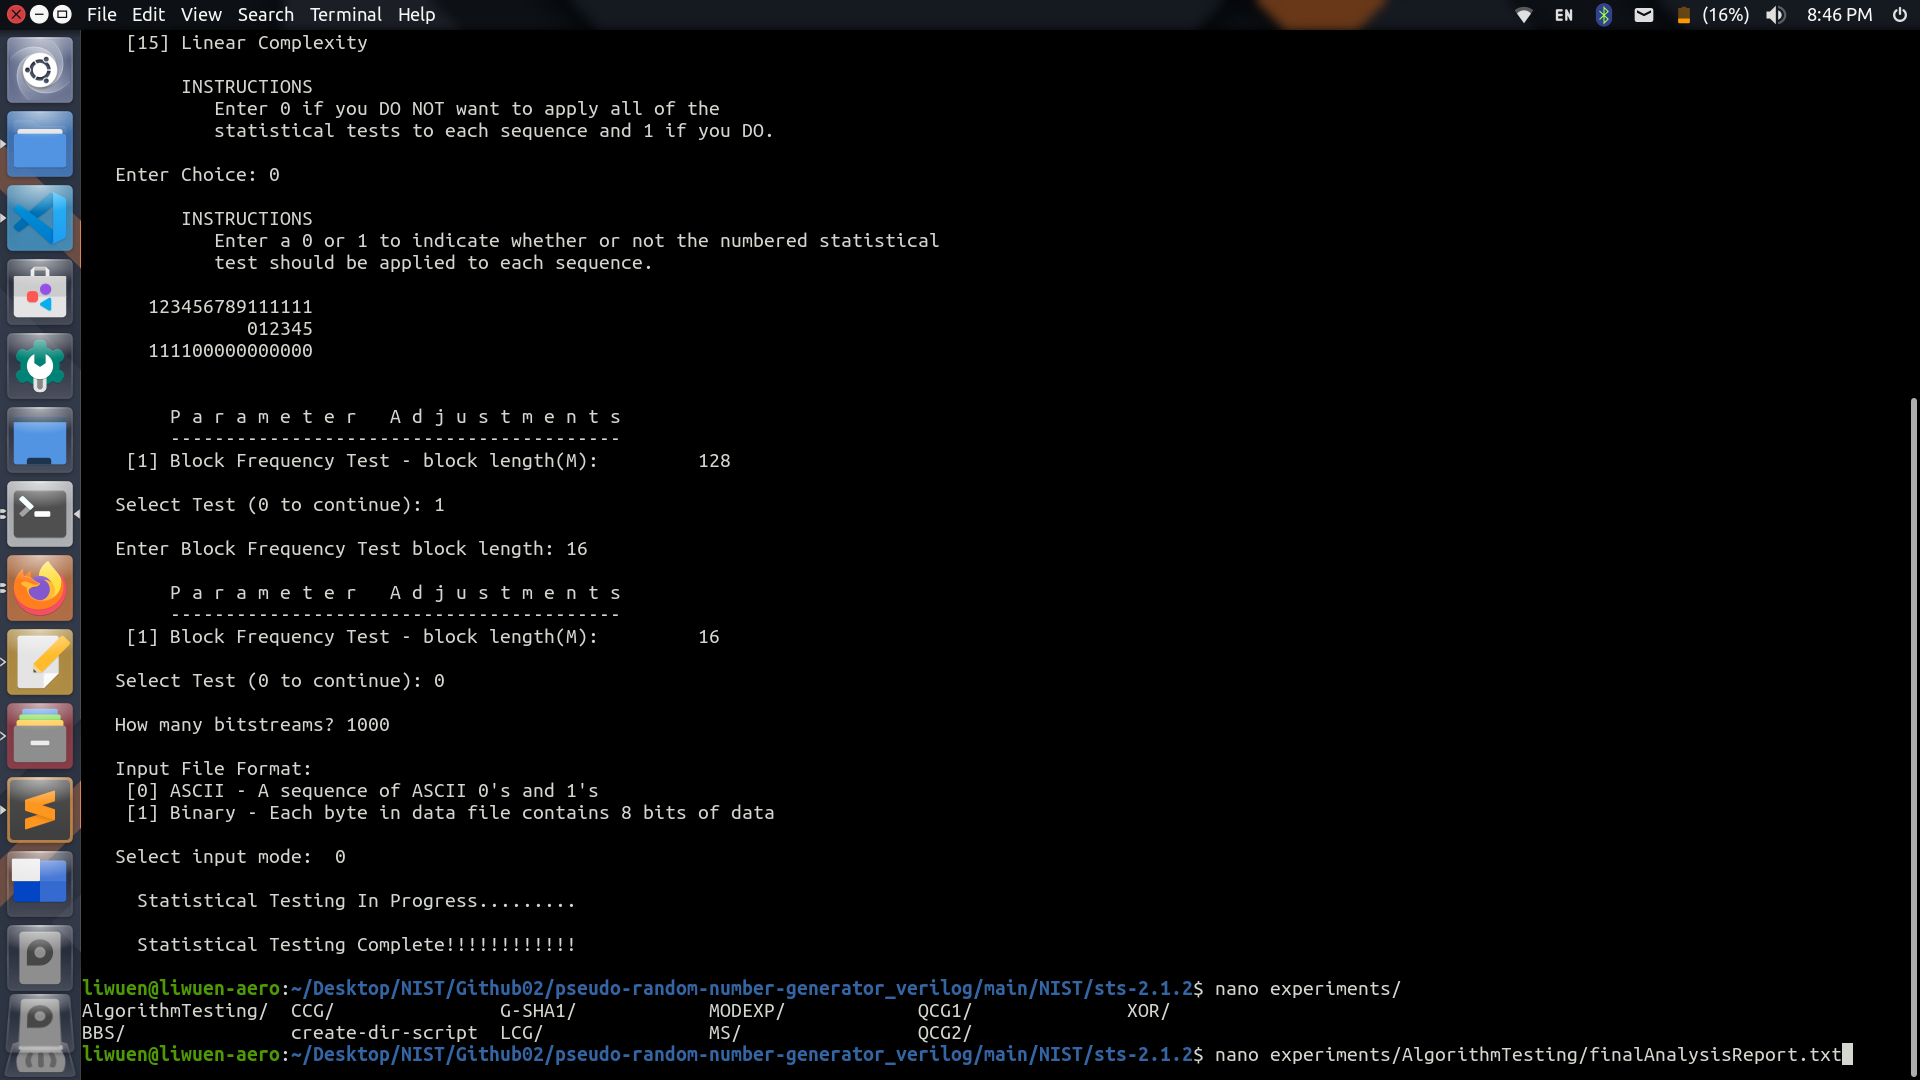 File Edit View Search Terminal Help EN (16%) 8:46 PM
[15] Linear Complexity
INSTRUCTIONS
Enter 0 if you DO NOT want to apply all of the
statistical tests to each sequence and 1 if you DO.
Enter Choice: 0
INSTRUCTIONS
Enter a 0 or 1 to indicate whether or not the numbered statistical
test should be applied to each sequence.
123456789111111
012345
111100000000000
P a r a m e t e r   A d j u s t m e n t s
-----------------------------------------
[1] Block Frequency Test - block length(M):         128
Select Test (0 to continue): 1
Enter Block Frequency Test block length: 16
P a r a m e t e r   A d j u s t m e n t s
-----------------------------------------
[1] Block Frequency Test - block length(M):         16
Select Test (0 to continue): 0
How many bitstreams? 1000
Input File Format:
[0] ASCII - A sequence of ASCII 0's and 1's
[1] Binary - Each byte in data file contains 8 bits of data
Select input mode:  0
Statistical Testing In Progress.........
Statistical Testing Complete!!!!!!!!!!!!
liwuen@liwuen-aero:~/Desktop/NIST/Github02/pseudo-random-number-generator_verilog/main/NIST/sts-2.1.2$ nano experiments/
AlgorithmTesting/  CCG/               G-SHA1/            MODEXP/            QCG1/              XOR/
BBS/               create-dir-script  LCG/               MS/                QCG2/
liwuen@liwuen-aero:~/Desktop/NIST/Github02/pseudo-random-number-generator_verilog/main/NIST/sts-2.1.2$ nano experiments/AlgorithmTesting/finalAnalysisReport.txt